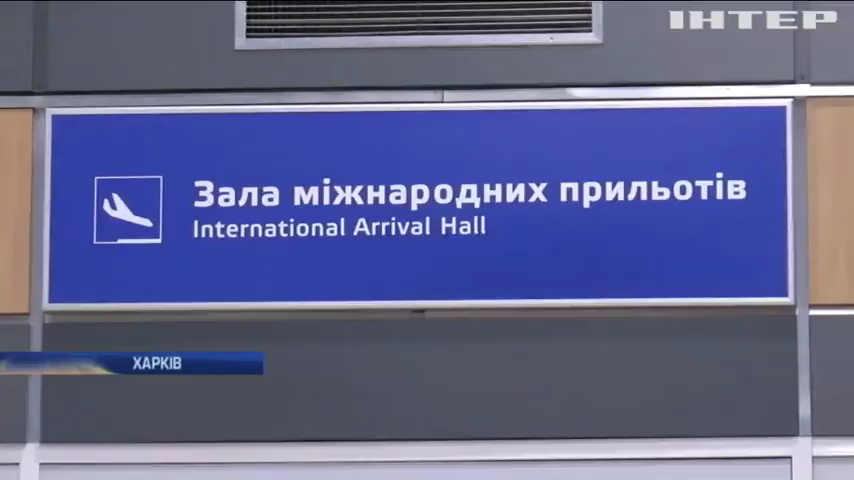 ІНТЕР
Зала міжнародних прильотів
International Arrival Hall
ХАРКІВ